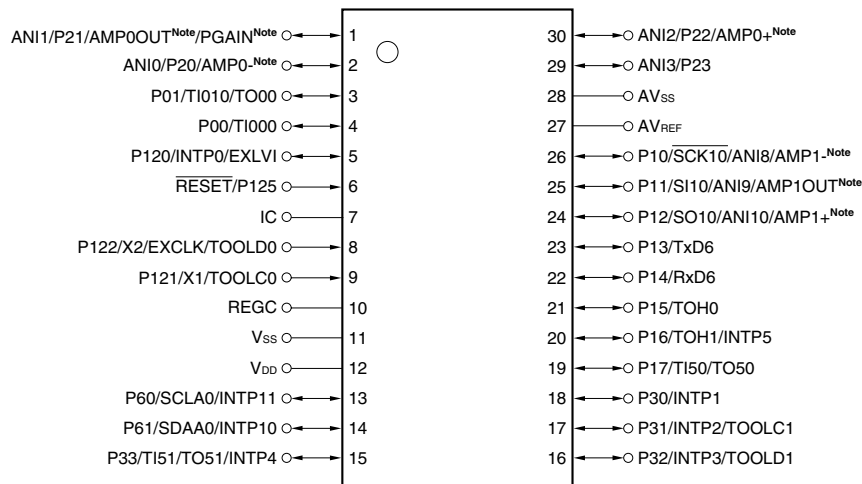 ANI1/P21/AMP0OUTNote/PGAINNote 1
ANI0/P20/AMP0-Note 2
P01/TI010/TO00 3
P00/TI000 4
P120/INTP0/EXLVI 5
RESET/P125 6
IC 7
P122/X2/EXCLK/TOOLD0 8
P121/X1/TOOLC0 9
REGC 10
VSS 11
VDD 12
P60/SCLA0/INTP11 13
P61/SDAA0/INTP10 14
P33/TI51/TO51/INTP4 15
30 ANI2/P22/AMP0+Note
29 ANI3/P23
28 AVSS
27 AVREF
26 P10/SCK10/ANI8/AMP1-Note
25 P11/SI10/ANI9/AMP1OUTNote
24 P12/SO10/ANI10/AMP1+Note
23 P13/TxD6
22 P14/RxD6
21 P15/TOH0
20 P16/TOH1/INTP5
19 P17/TI50/TO50
18 P30/INTP1
17 P31/INTP2/TOOLC1
16 P32/INTP3/TOOLD1